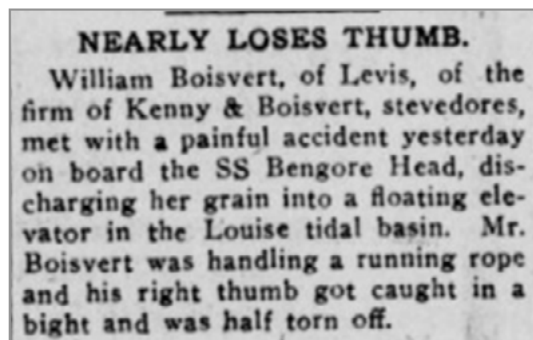 NEARLY LOSES THUMB.
William Boisvert, of Levis, of the
firm of Kenny & Boisvert, stevedores,
met with a painful accident yesterday
on board the SS Bengore Head, dis-
charging her grain into a floating ele-
vator in the Louise tidal basin. Mr.
Boisvert was handling a running rope
and his right thumb got caught in a
bight and was half torn off.